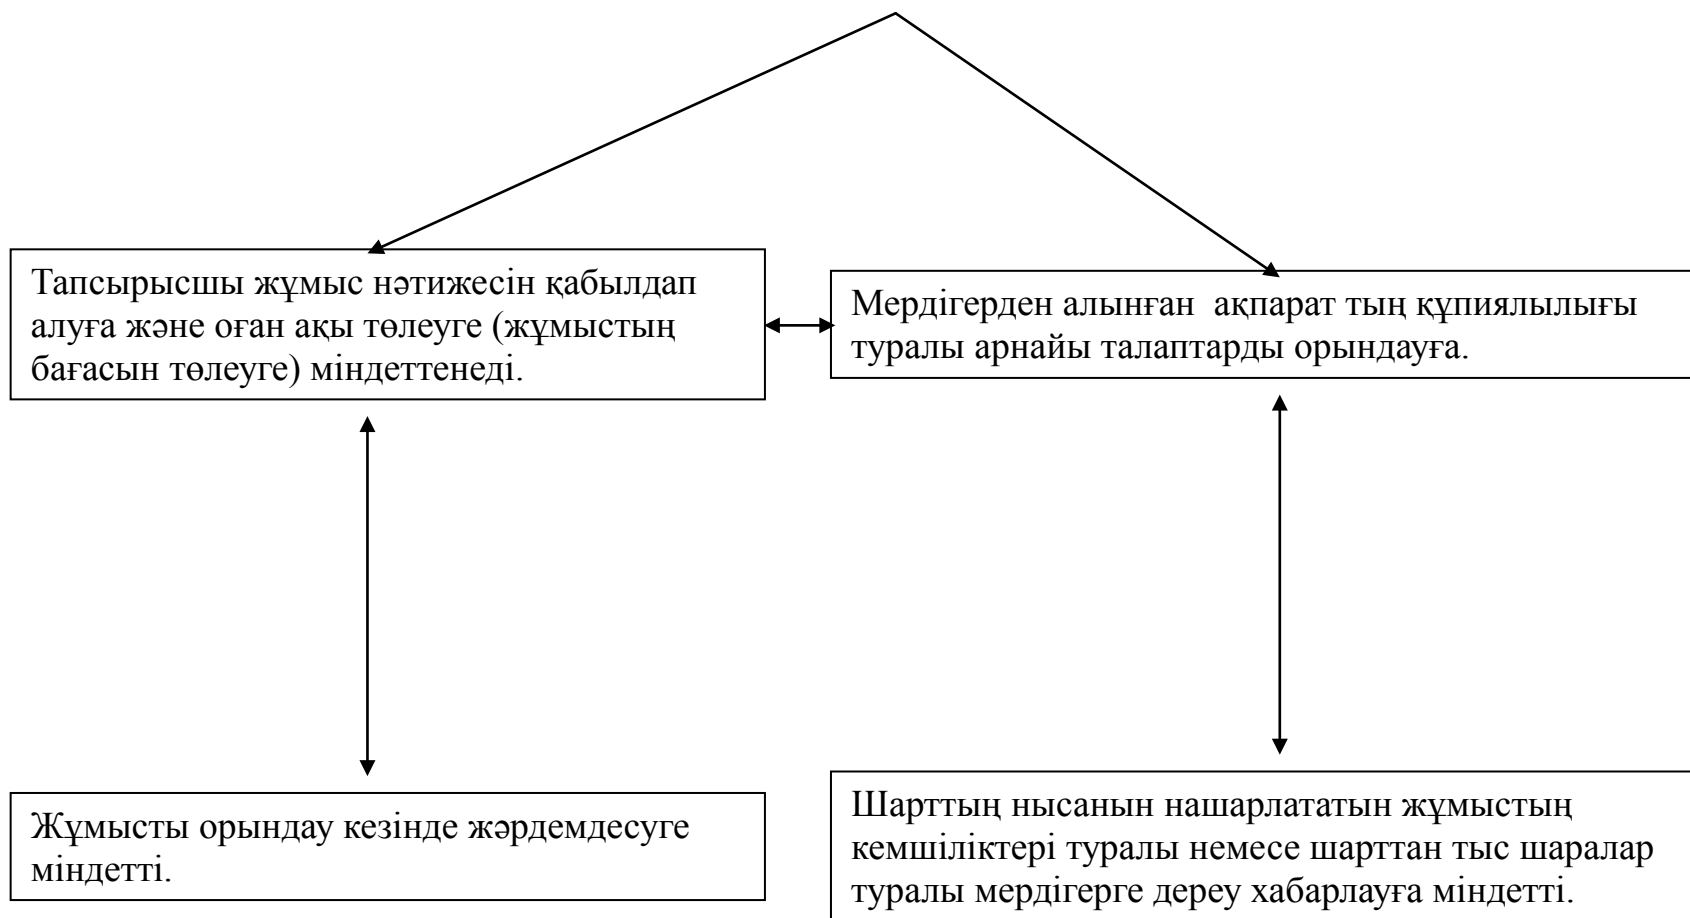 Тапсырысшы жұмыс нәтижесін қабылдап
алуға және оған ақы төлеуге (жұмыстың
бағасын төлеуге) міндеттенеді.
Мердігерден алынған  ақпарат тың құпиялылығы
туралы арнайы талаптарды орындауға.
Жұмысты орындау кезінде жәрдемдесуге
міндетті.
Шарттың нысанын нашарлататын жұмыстың
кемшіліктері туралы немесе шарттан тыс шаралар
туралы мердігерге дереу хабарлауға міндетті.